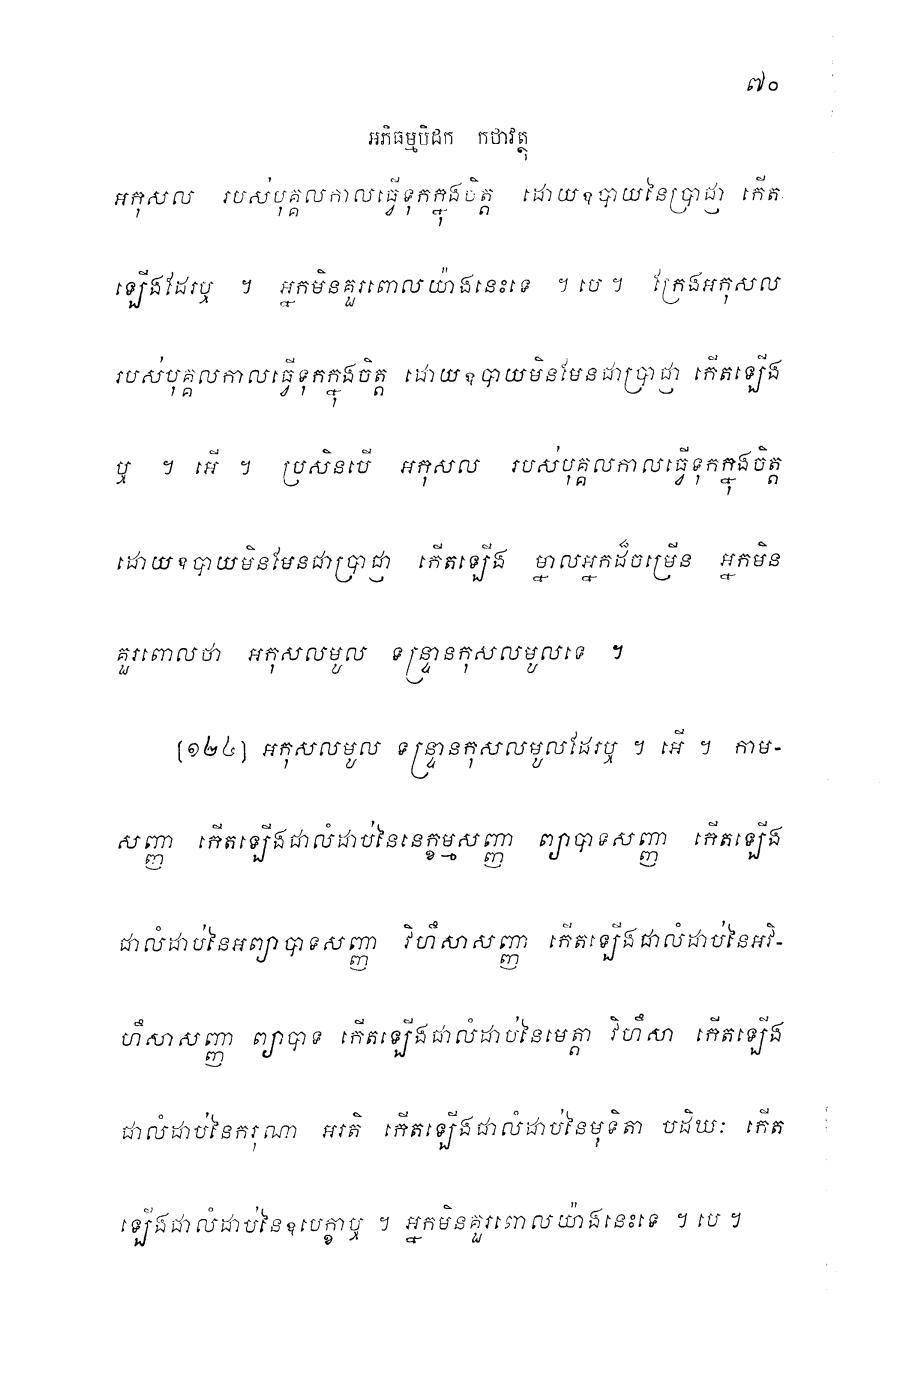 ៧០
អភិធម្មបិដក កថាវត្ថុ
អកុសល របស់បុគ្គលកាលធ្វើទុកក្នុងចិត្ត ដោយឧបាយនៃប្រាជ្ញា កើត
ឡើងដែរឬ ។ អ្នកមិនគួរពោលយ៉ាងនេះទេ ។ បេ ។ ក្រែងអកុសល
របស់បុគ្គលកាលធ្វើទុកក្នុងចិត្ត ដោយឧបាយមិនមែនជាប្រាជ្ញា កើតឡើង
ឬ ។ អើ ។ ប្រសិនបើ អកុសល របស់បុគ្គលកាលធ្វើទុកក្នុងចិត្ត
ដោយឧបាយមិនមែនជាប្រាជ្ញា កើតឡើង ម្នាលអ្នកដ៏ចម្រើន អ្នកមិន
គួរពោលថា អកុសលមូល ទន្ទ្រានកុសលមូលទេ ។
[១២៤] អកុសលមូល ទន្ទ្រានកុសលមូលដែរឬ ។ អើ ។ កាម-
សញ្ញា កើតឡើងជាលំដាប់នៃនេក្ខម្មសញ្ញា ព្យាបាទសញ្ញា កើតឡើង
ជាលំដាប់នៃអព្យាបាទសញ្ញា វិហឹសាសញ្ញា កើតឡើងជាលំដាប់នៃអវិ-
ហឹសាសញ្ញា ព្យាបាទ កើតឡើងជាលំដាប់នៃមេត្តា វិហឹសា កើតឡើង
ជាលំដាប់នៃករុណា អរតិ កើតឡើងជាលំដាប់នៃមុទិតា បដិឃៈ កើត
ឡើងជាលំដាប់នៃឧបេក្ខាឬ ។ អ្នកមិនគួរពោលយ៉ាងនេះទេ ។ បេ ។